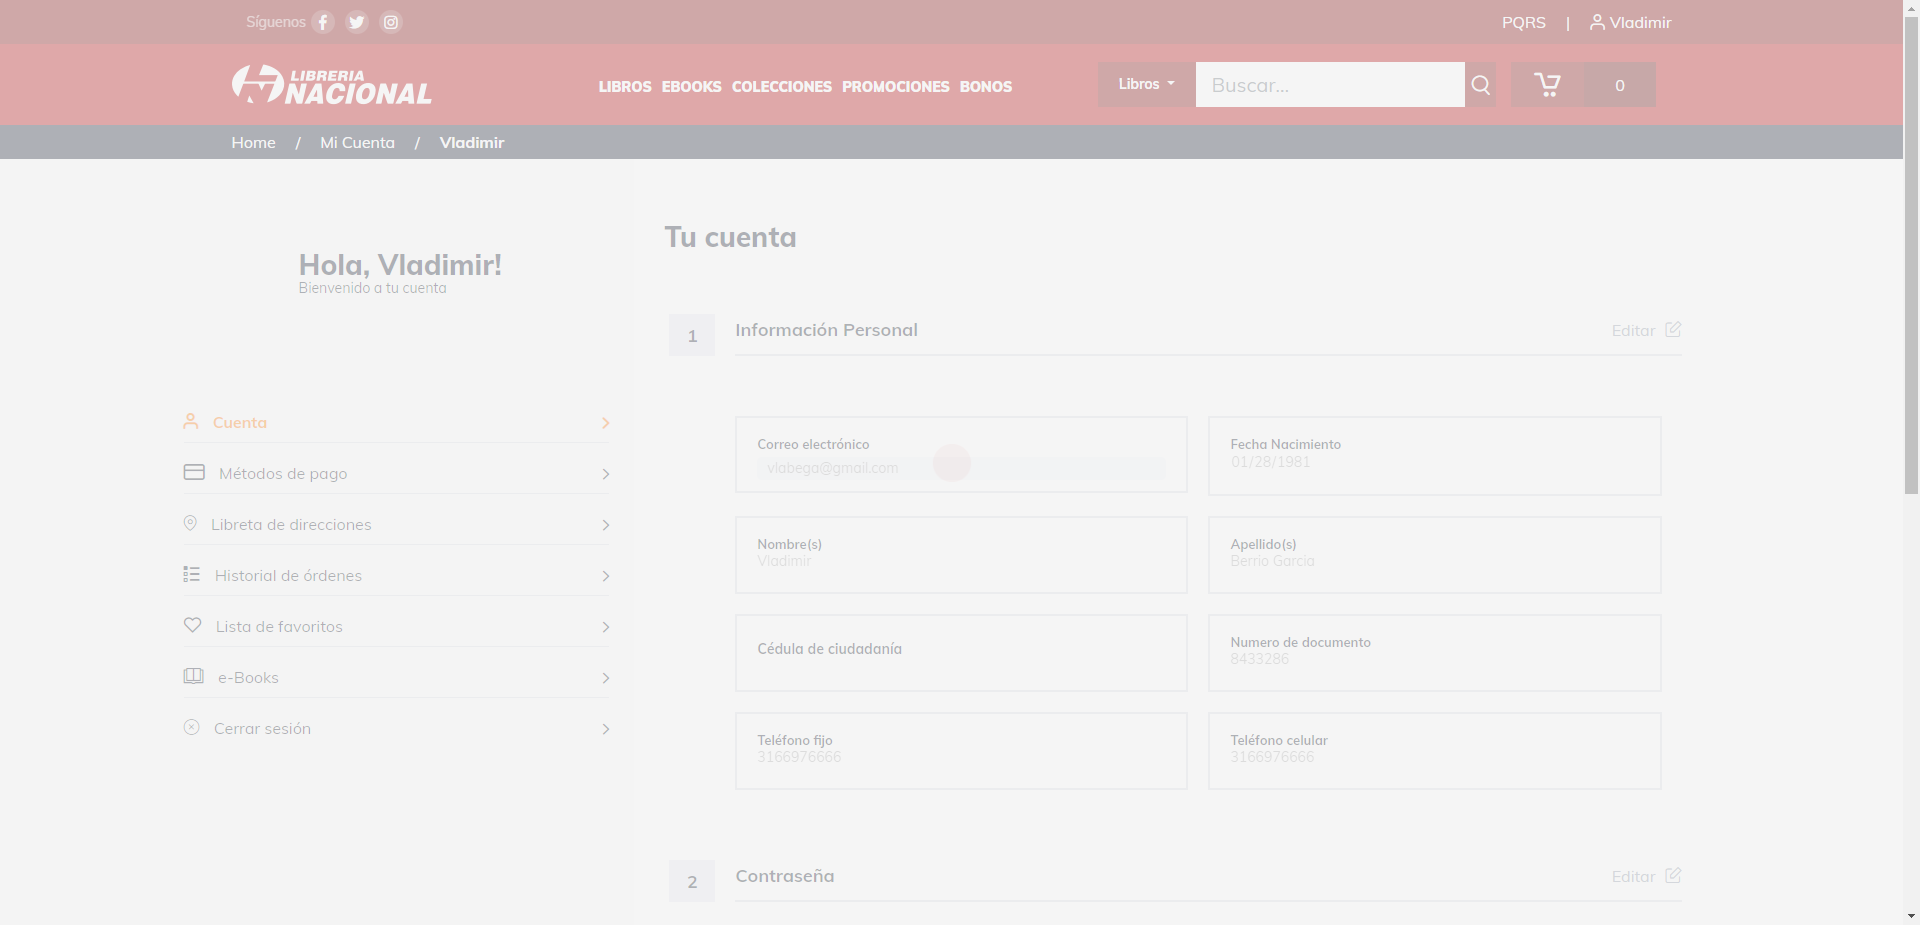 Síguenos
PQRS | Vladimir
LIBRERIA
NACIONAL
LIBROS EBOOKS COLECCIONES PROMOCIONES BONOS
Libros
Buscar...
0
Home / Mi Cuenta / Vladimir
Hola, Vladimir!
Bienvenido a tu cuenta
Cuenta
Métodos de pago
Libreta de direcciones
Historial de órdenes
Lista de favoritos
e-Books
Cerrar sesión
Tu cuenta
1 Información Personal Editar
Correo electrónico
vlabega@gmail.com
Fecha Nacimiento
01/28/1981
Nombre(s)
Vladimir
Apellido(s)
Berrio Garcia
Cédula de ciudadanía
Numero de documento
8433286
Teléfono fijo
3166976666
Teléfono celular
3166976666
2 Contraseña Editar